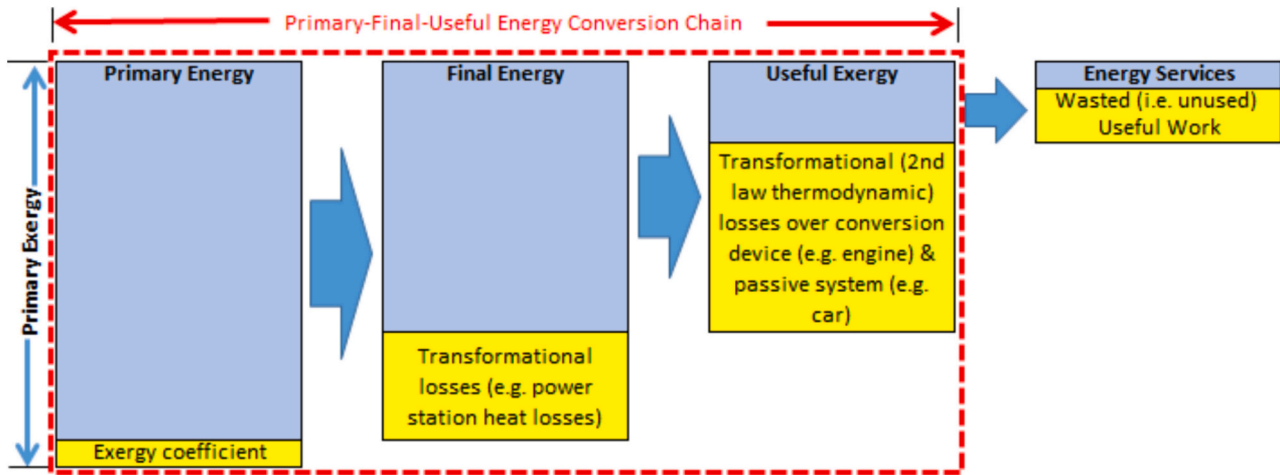 Primary-Final-Useful Energy Conversion Chain
Primary Exergy
Primary Energy
Exergy coefficient
Final Energy
Transformational
losses (e.g. power
station heat losses)
Useful Exergy
Transformational (2nd
law thermodynamic)
losses over conversion
device (e.g. engine) &
passive system (e.g.
car)
Energy Services
Wasted (i.e. unused)
Useful Work